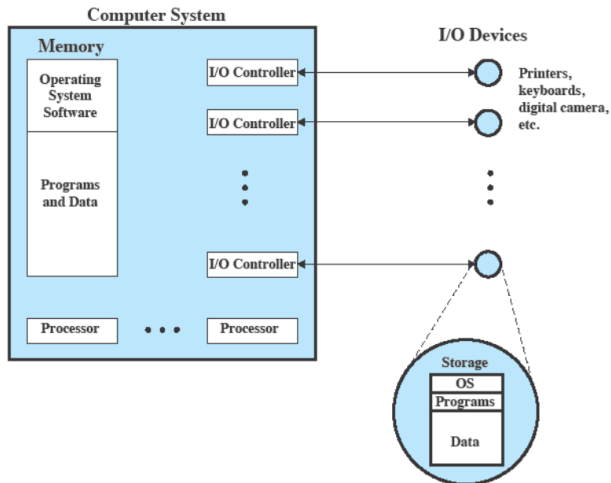 Computer System
I/O Devices
Memory
Operating
System
Software
Programs
and Data
I/O Controller
I/O Controller
I/O Controller
Processor
Processor
Printers,
keyboards,
digital camera,
etc.
Storage
OS
Programs
Data